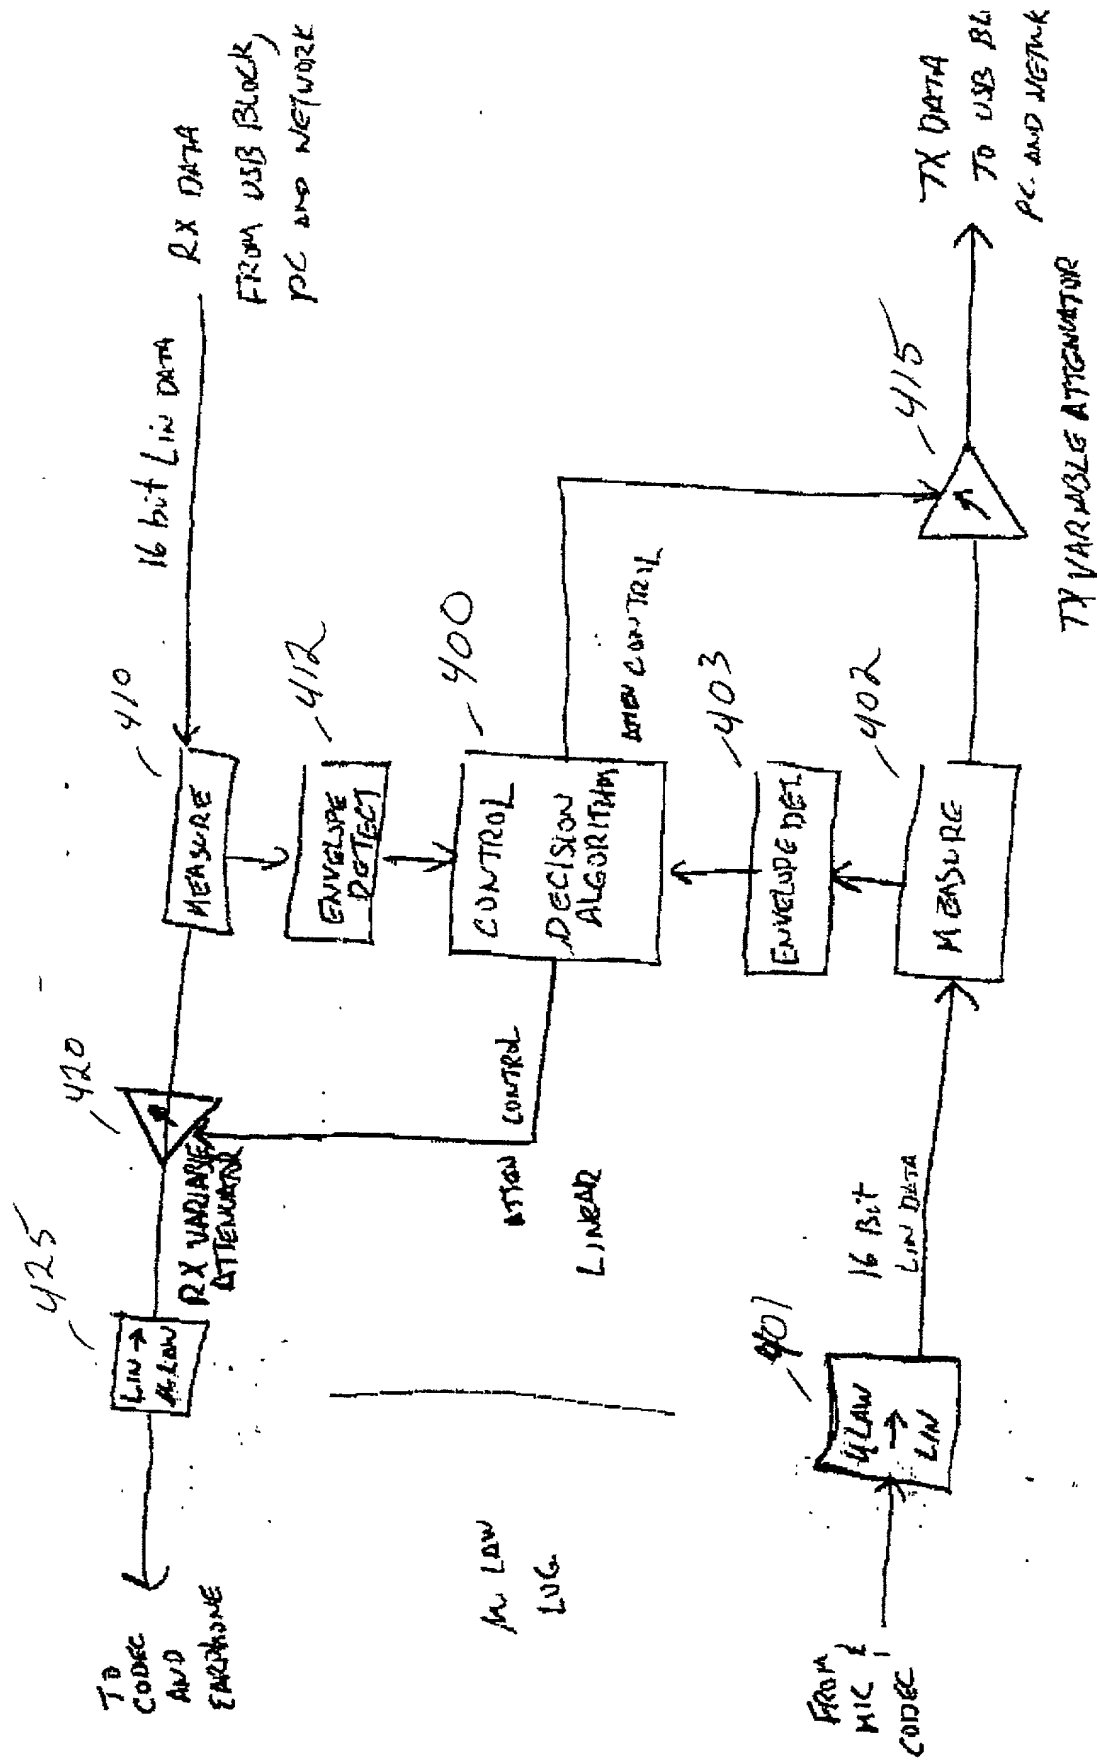 TO
CODEC
AND
EARPHONE
425
LIN →
μ LAW
420
RX VARIABLE
ATTENUATOR
410
MEASURE
16 bit LIN DATA
RX DATA
FROM USB BLOCK,
PC AND NETWORK
412
ENVELOPE
DETECT
400
CONTROL
DECISION
ALGORITHM
ATTEN CONTROL
ATTEN CONTROL
μ LAW
LOG
LINEAR
403
ENVELOPE DET
402
MEASURE
FROM
MIC &
CODEC
401
μLAW
→
LIN
16 Bit
LIN DATA
415
TX VARABLE ATTENUATOR
TX DATA
TO USB BL
PC AND NETWK